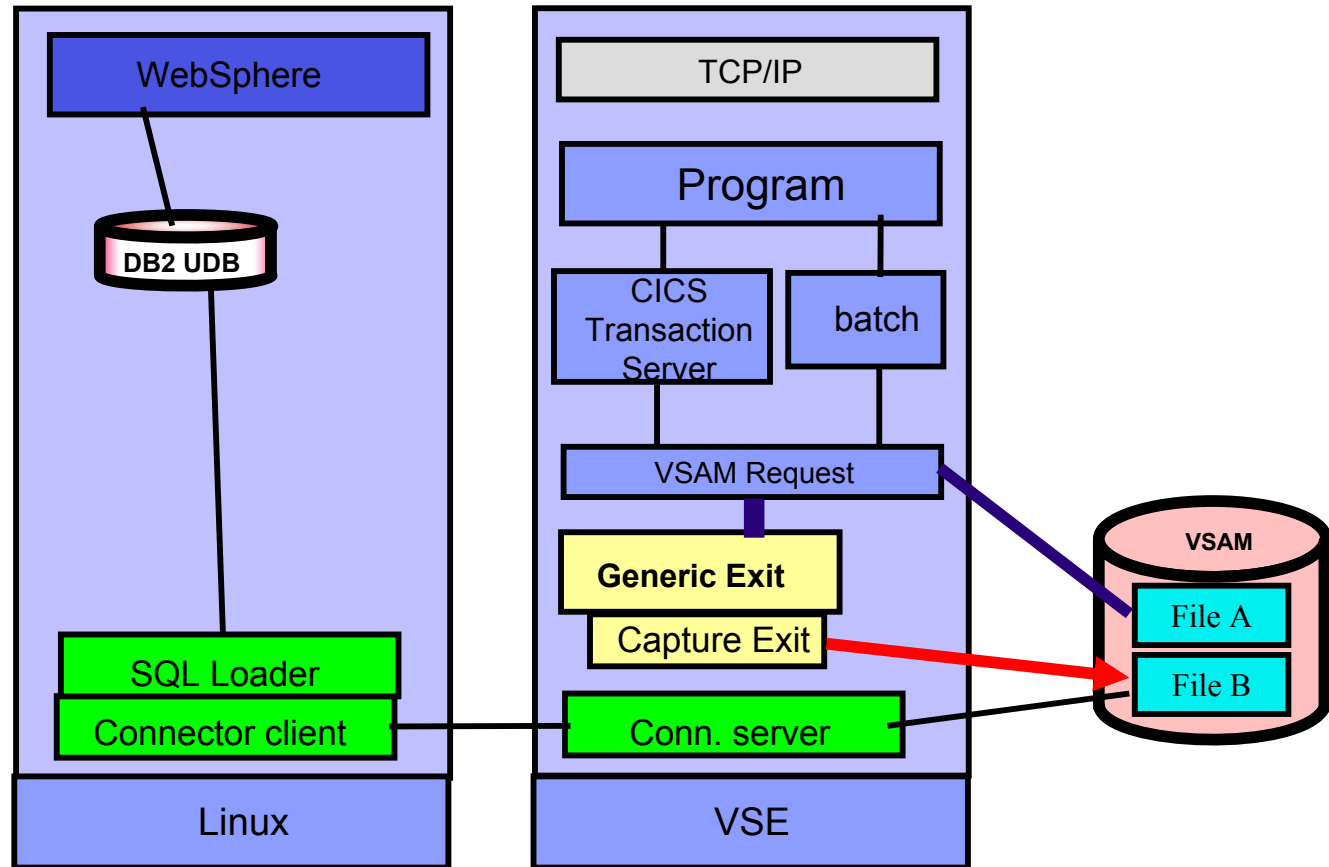 WebSphere
DB2 UDB
SQL Loader
Connector client
Linux
TCP/IP
Program
CICS
Transaction
Server
batch
VSAM Request
Generic Exit
Capture Exit
Conn. server
VSE
VSAM
File A
File B